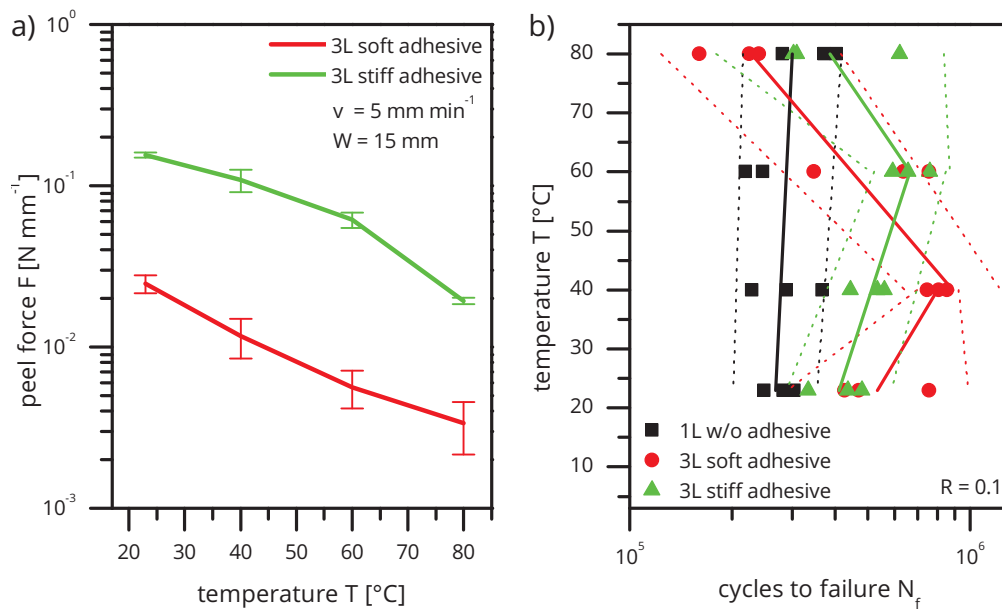 a)
3L soft adhesive
3L stiff adhesive
v = 5 mm min⁻¹
W = 15 mm
10⁰
10⁻¹
10⁻²
10⁻³
peel force F [N mm⁻¹]
20 30 40 50 60 70 80
temperature T [°C]
b)
80
70
60
50
40
30
20
10
temperature T [°C]
1L w/o adhesive
3L soft adhesive
3L stiff adhesive
R = 0.1
10⁵ 10⁶
cycles to failure N_f